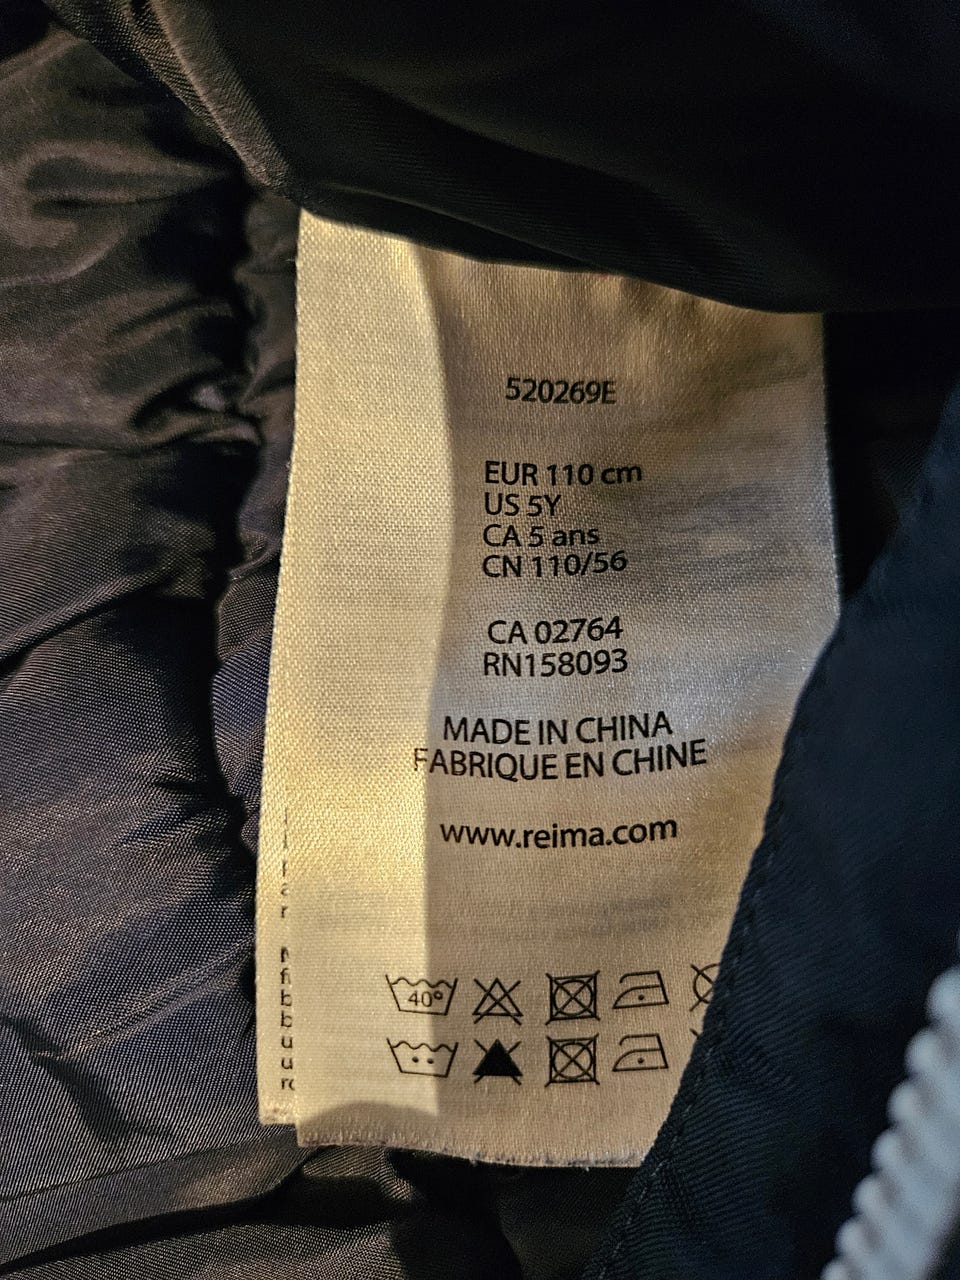 520269E
EUR 110 cm
US 5Y
CA 5 ans
CN 110/56
CA 02764
RN158093
MADE IN CHINA
FABRIQUE EN CHINE
www.reima.com
40°